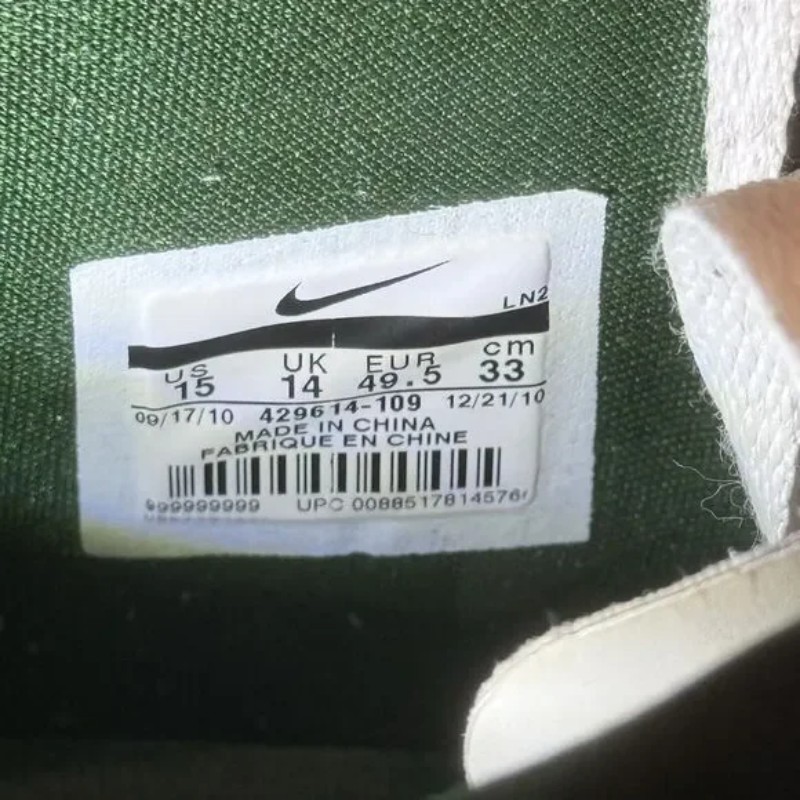 LN2
US UK EUR cm
15 14 49.5 33
09/17/10 429614-109 12/21/10
MADE IN CHINA
FABRIQUE EN CHINE
999999999 UPC 0088517814576